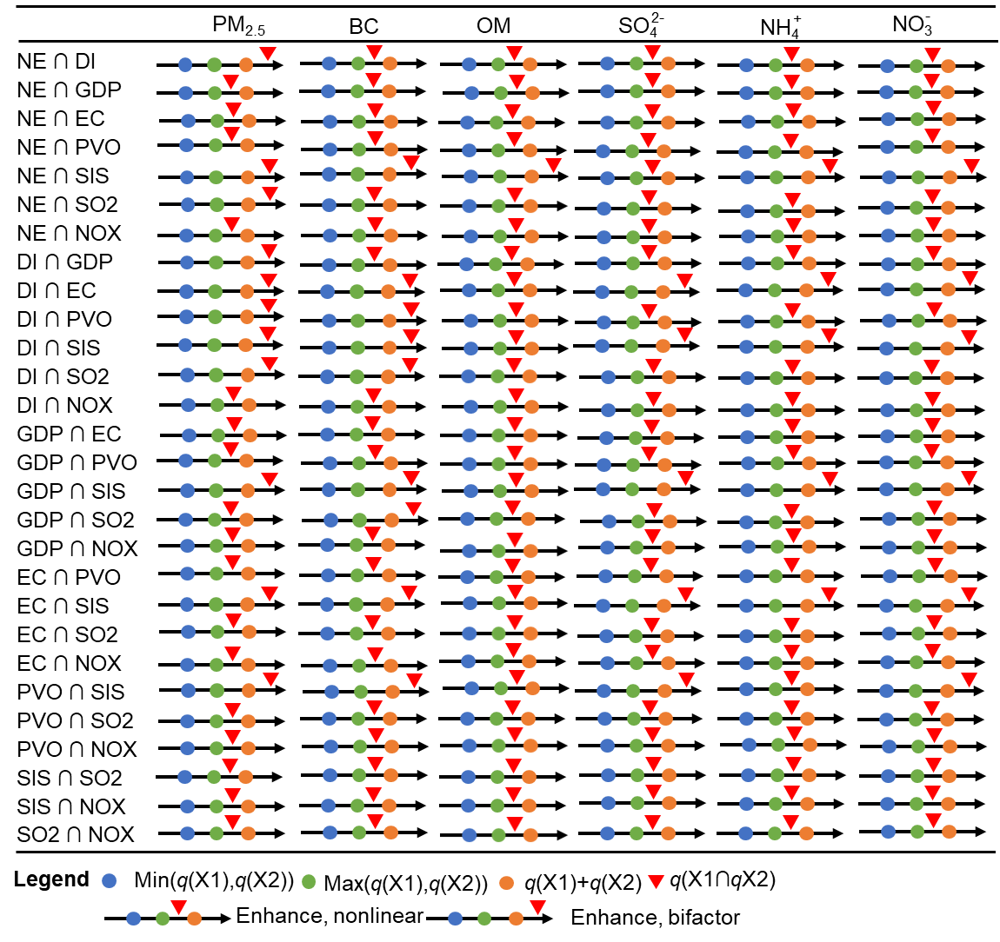 PM2.5 BC OM SO4^2- NH4^+ NO3^-
NE ∩ DI
NE ∩ GDP
NE ∩ EC
NE ∩ PVO
NE ∩ SIS
NE ∩ SO2
NE ∩ NOX
DI ∩ GDP
DI ∩ EC
DI ∩ PVO
DI ∩ SIS
DI ∩ SO2
DI ∩ NOX
GDP ∩ EC
GDP ∩ PVO
GDP ∩ SIS
GDP ∩ SO2
GDP ∩ NOX
EC ∩ PVO
EC ∩ SIS
EC ∩ SO2
EC ∩ NOX
PVO ∩ SIS
PVO ∩ SO2
PVO ∩ NOX
SIS ∩ SO2
SIS ∩ NOX
SO2 ∩ NOX
Legend Min(q(X1),q(X2)) Max(q(X1),q(X2)) q(X1)+q(X2) q(X1∩qX2)
Enhance, nonlinear Enhance, bifactor